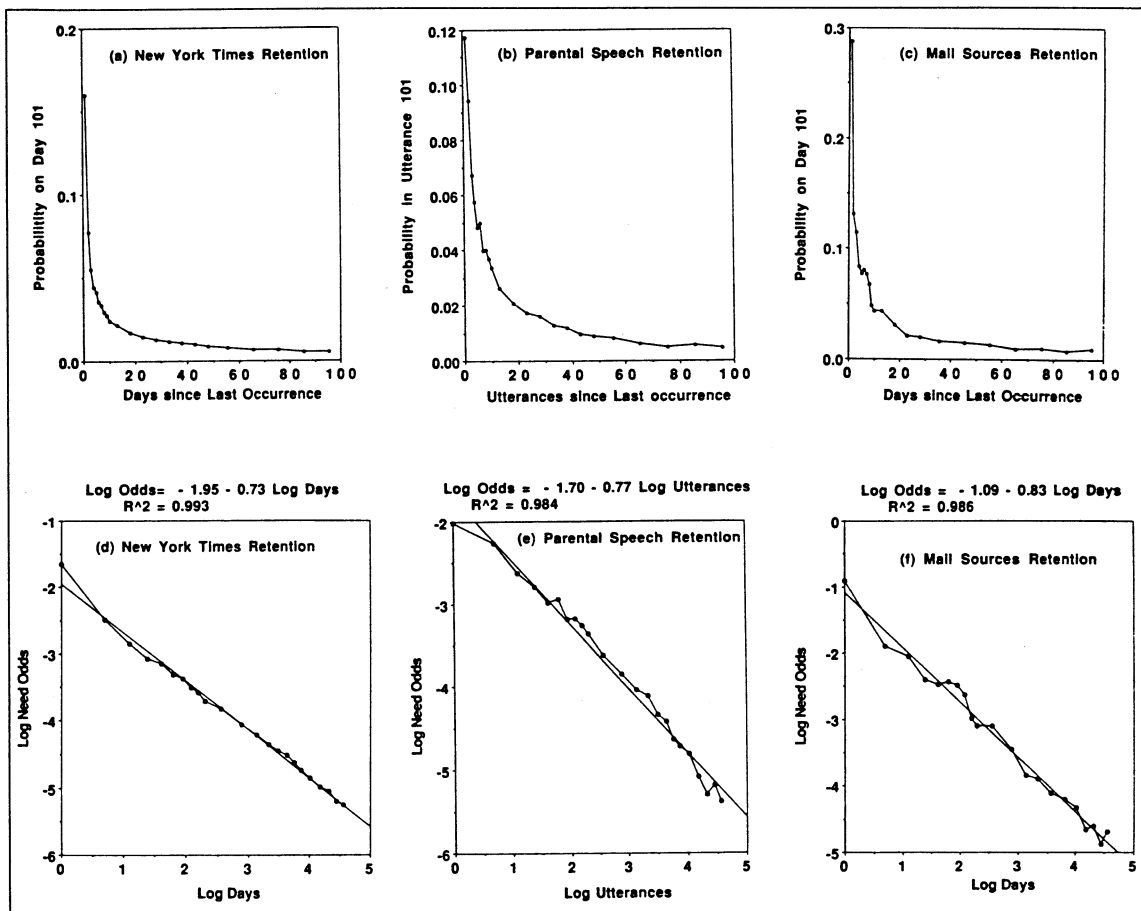 (a) New York Times Retention
Probabilitity on Day 101
0.2
0.1
0.0
0 20 40 60 80 100
Days since Last Occurrence
(b) Parental Speech Retention
Probability in Utterance 101
0.12
0.10
0.08
0.06
0.04
0.02
0.00
0 20 40 60 80 100
Utterances since Last occurrence
(c) Mail Sources Retention
Probability on Day 101
0.3
0.2
0.1
0.0
0 20 40 60 80 100
Days since Last Occurrence
Log Odds= - 1.95 - 0.73 Log Days
R^2 = 0.993
(d) New York Times Retention
Log Need Odds
-1
-2
-3
-4
-5
-6
0 1 2 3 4 5
Log Days
Log Odds = - 1.70 - 0.77 Log Utterances
R^2 = 0.984
(e) Parental Speech Retention
Log Need Odds
-2
-3
-4
-5
-6
0 1 2 3 4 5
Log Utterances
Log Odds = - 1.09 - 0.83 Log Days
R^2 = 0.986
(f) Mail Sources Retention
Log Need Odds
0
-1
-2
-3
-4
-5
0 1 2 3 4 5
Log Days